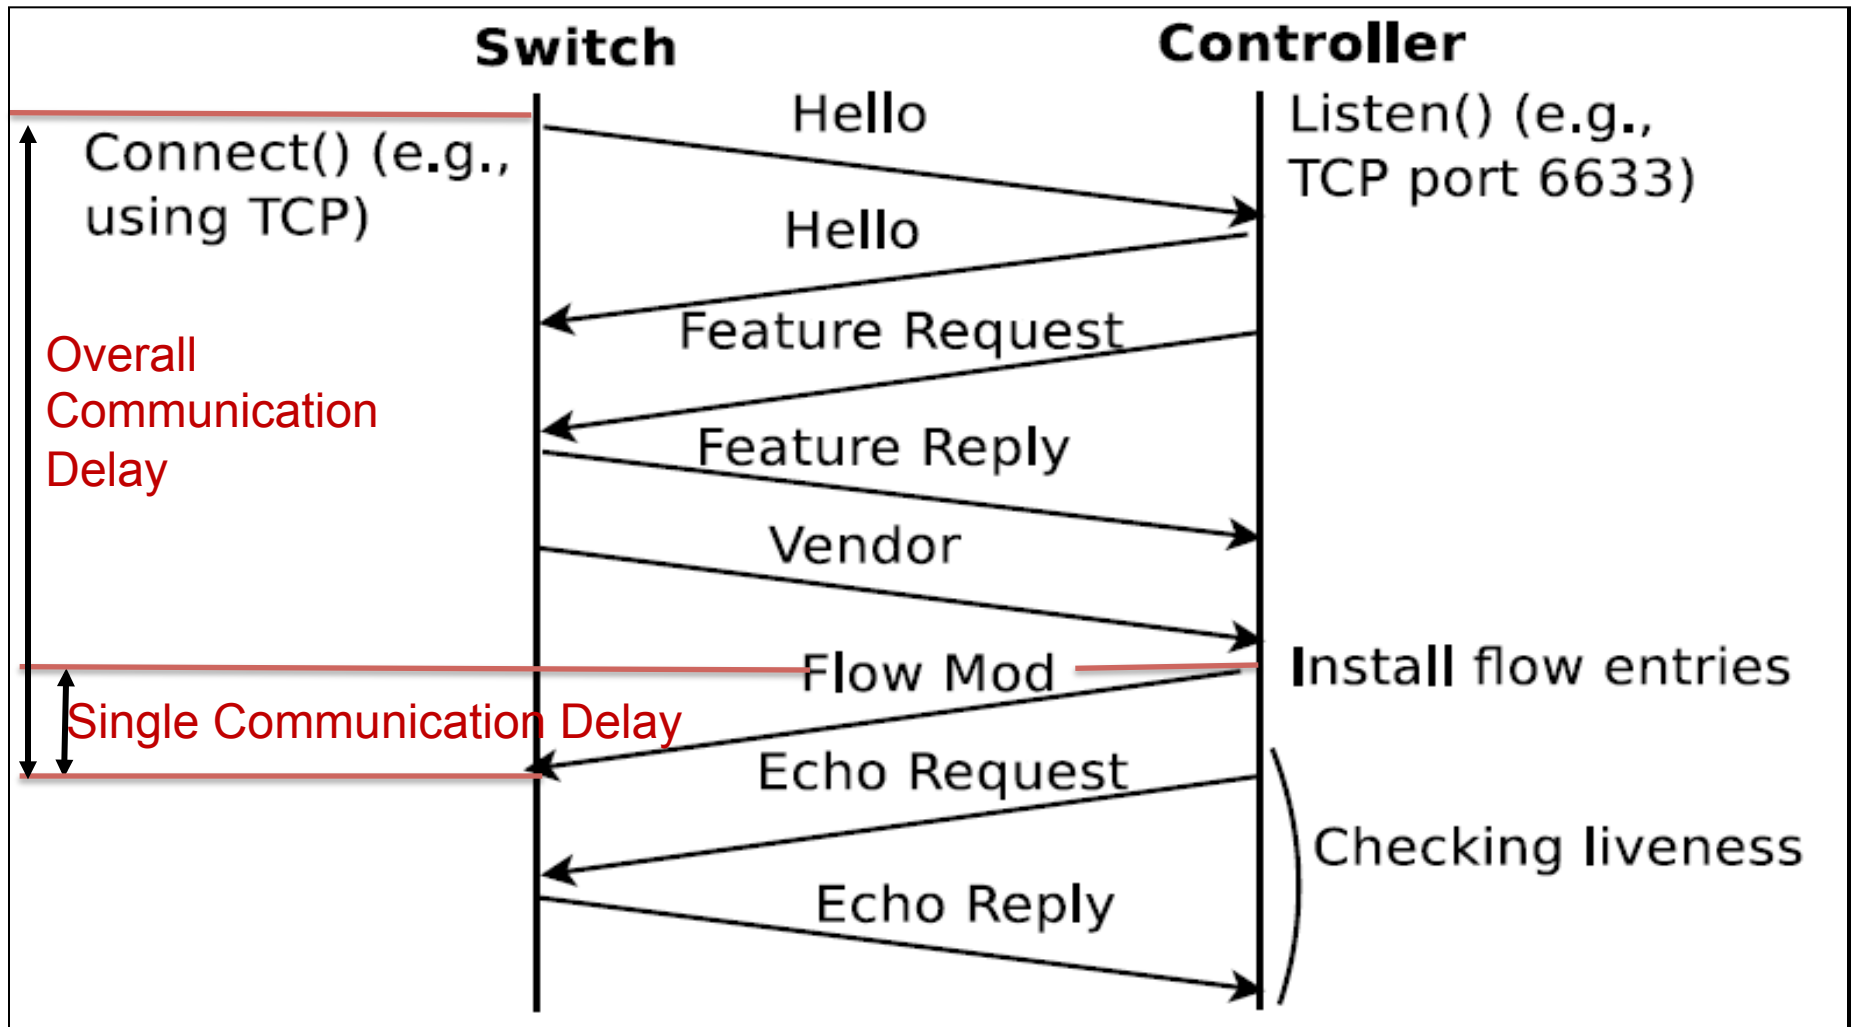 Switch
Controller
Hello
Listen() (e.g.,
TCP port 6633)
Connect() (e.g.,
using TCP)
Hello
Feature Request
Overall
Communication
Delay
Feature Reply
Vendor
Flow Mod
Install flow entries
Single Communication Delay
Echo Request
Checking liveness
Echo Reply